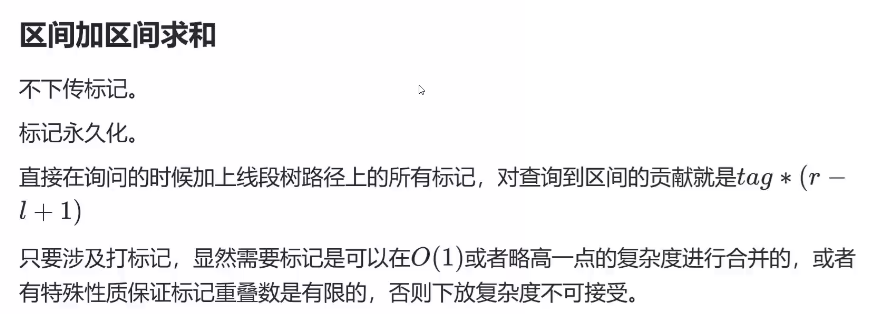 区间加区间求和
不下传标记。
标记永久化。
直接在询问的时候加上线段树路径上的所有标记，对查询到区间的贡献就是tag * (r −
l + 1)
只要涉及打标记，显然需要标记是可以在O(1)或者略高一点的复杂度进行合并的，或者
有特殊性质保证标记重叠数是有限的，否则下放复杂度不可接受。